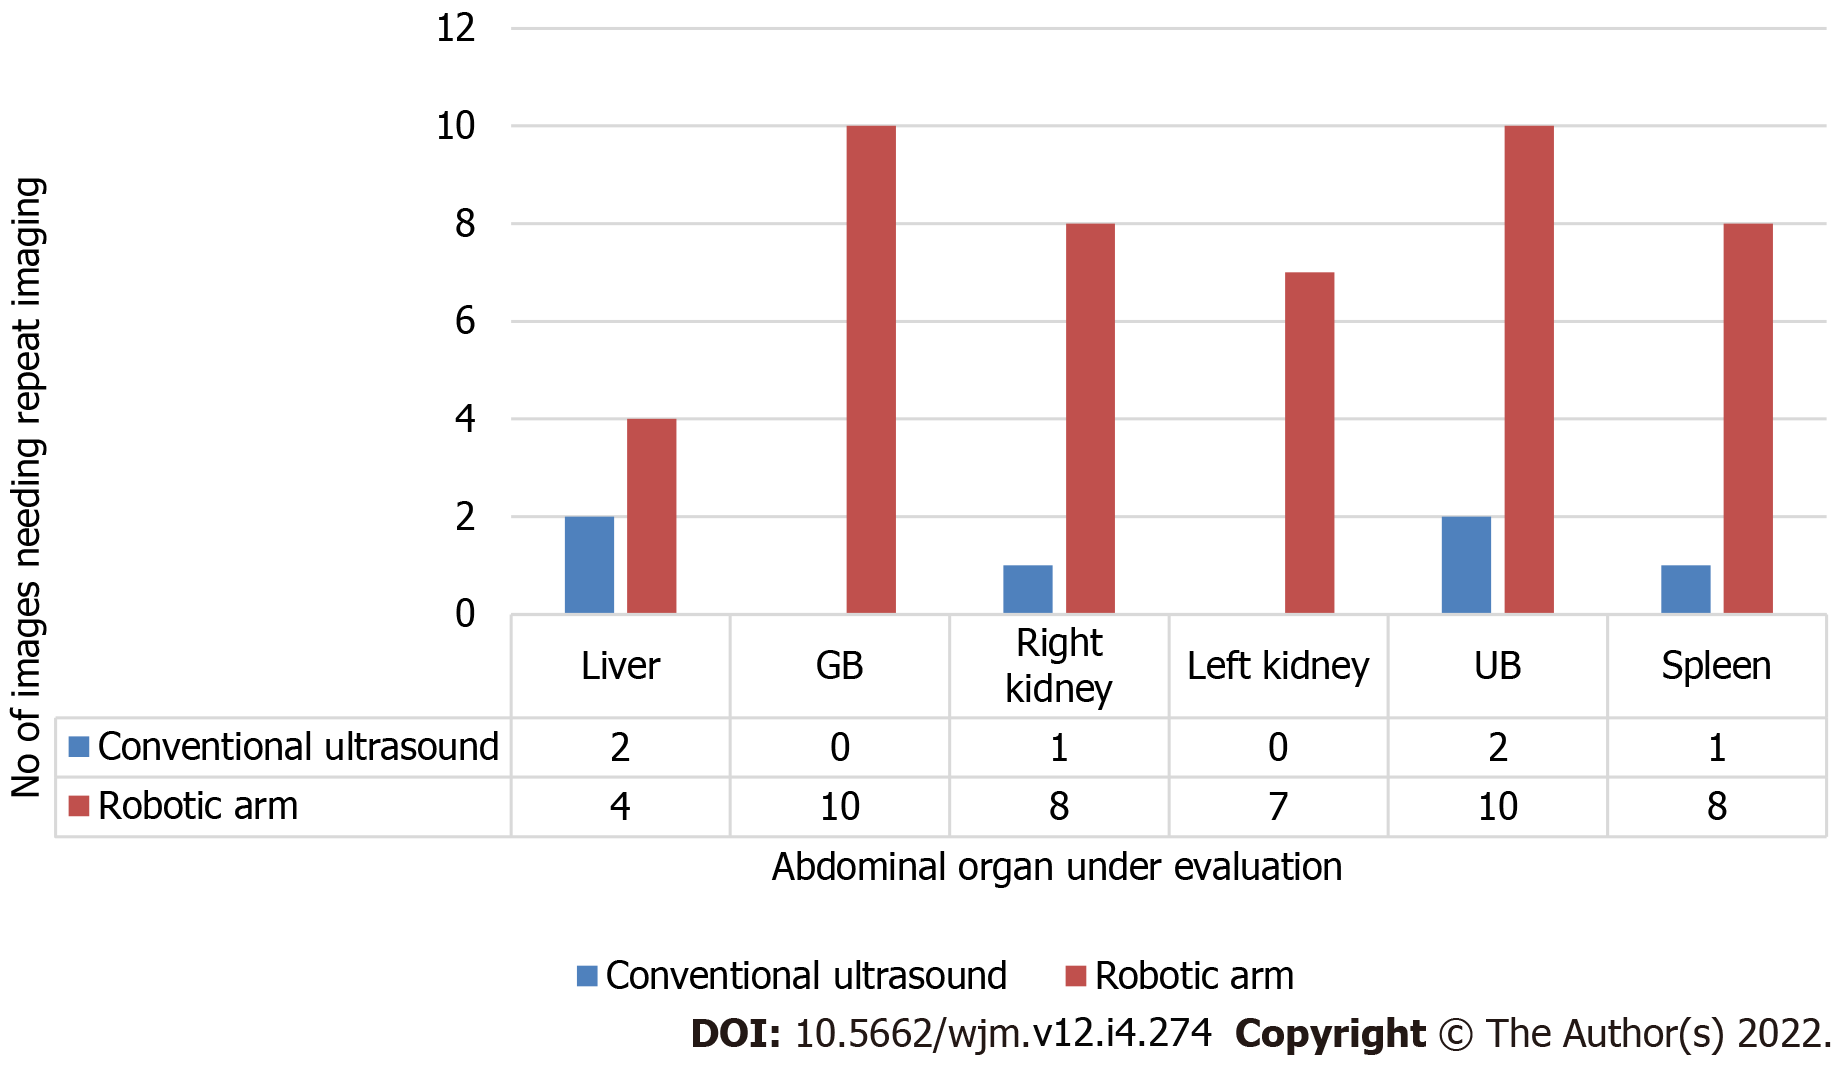 12
10
8
6
4
2
0
No of images needing repeat imaging
Liver GB Right kidney Left kidney UB Spleen
Conventional ultrasound 2 0 1 0 2 1
Robotic arm 4 10 8 7 10 8
Abdominal organ under evaluation
Conventional ultrasound Robotic arm
DOI: 10.5662/wjm.v12.i4.274 Copyright © The Author(s) 2022.